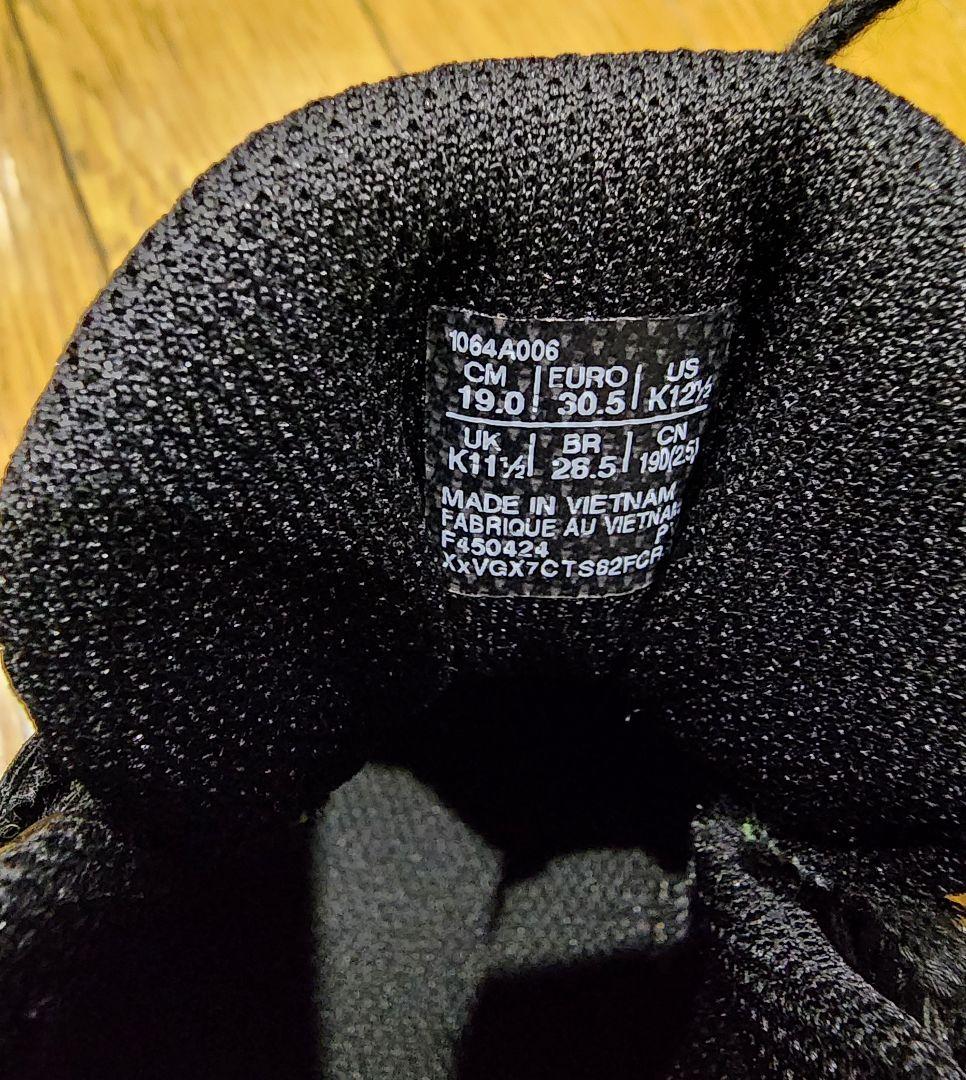 1064A006
CM | EURO | US
19.0 | 30.5 | K12½
UK | BR | CN
K11½ | 28.5 | 19D(2.5)
MADE IN VIETNAM
FABRIQUE AU VIETNAM
F450424
XxVGX7CTS82FCR